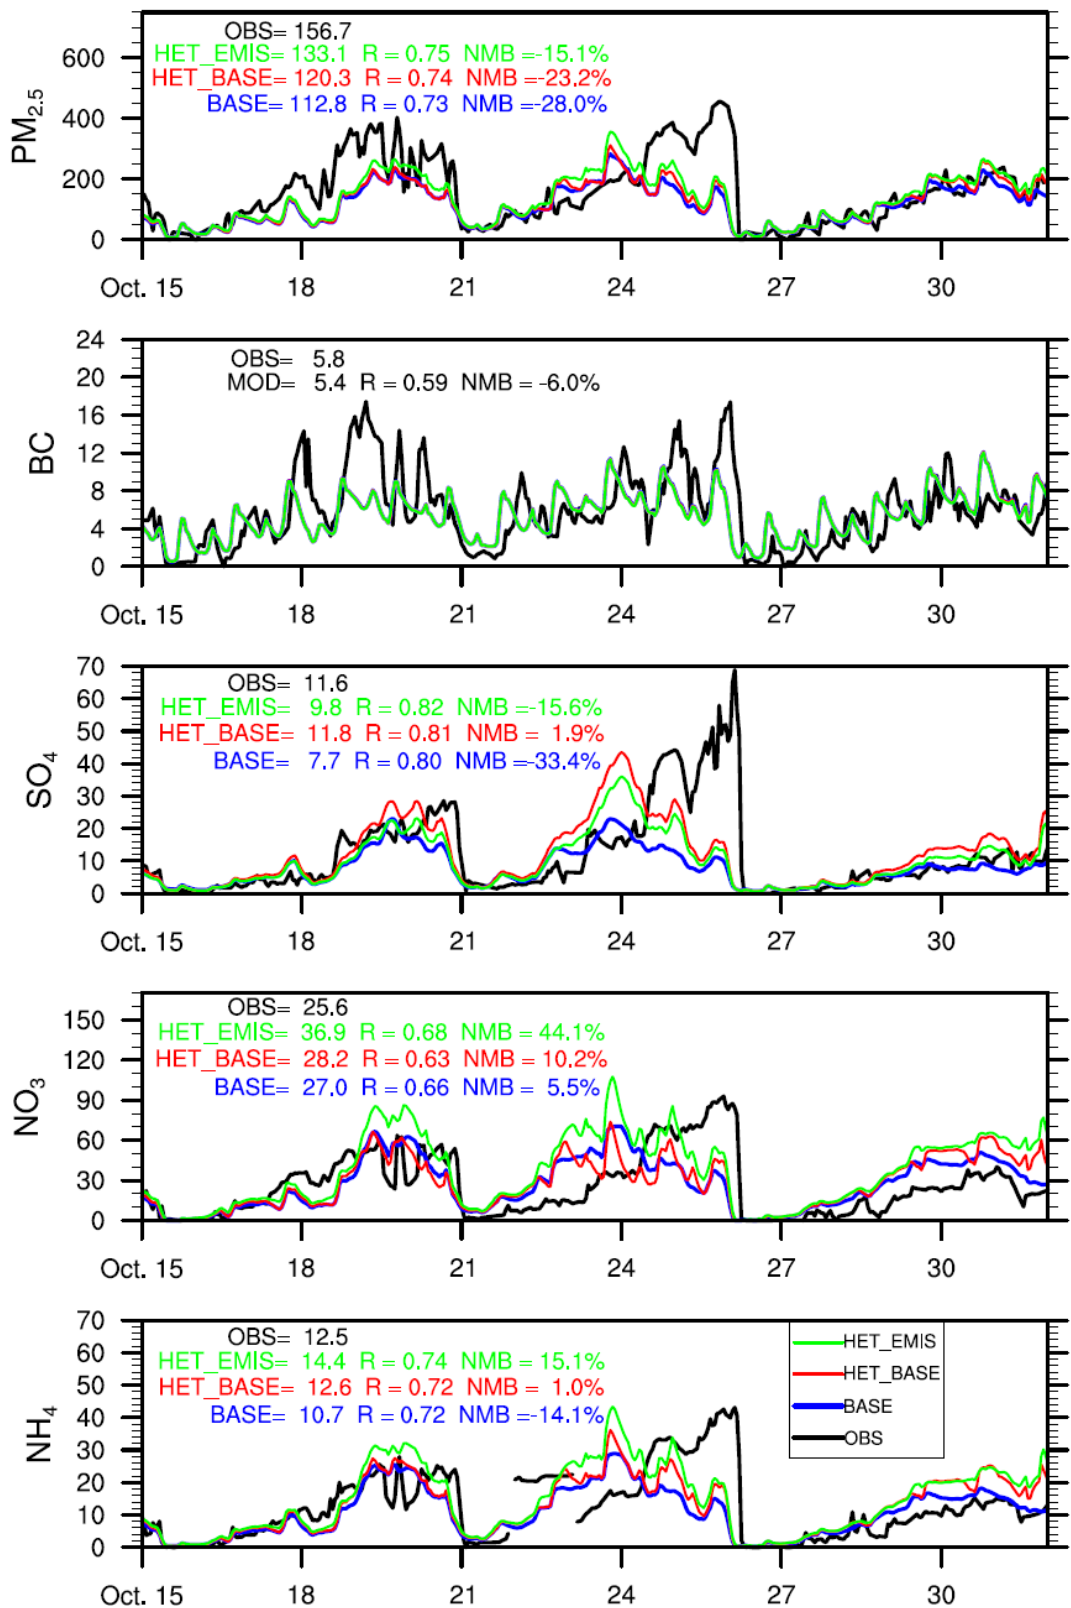 OBS= 156.7
HET_EMIS= 133.1 R = 0.75 NMB =-15.1%
HET_BASE= 120.3 R = 0.74 NMB =-23.2%
BASE= 112.8 R = 0.73 NMB =-28.0%
PM2.5
600
400
200
0
Oct. 15 18 21 24 27 30
OBS= 5.8
MOD= 5.4 R = 0.59 NMB = -6.0%
BC
24
20
16
12
8
4
0
Oct. 15 18 21 24 27 30
OBS= 11.6
HET_EMIS= 9.8 R = 0.82 NMB =-15.6%
HET_BASE= 11.8 R = 0.81 NMB = 1.9%
BASE= 7.7 R = 0.80 NMB =-33.4%
SO4
70
60
50
40
30
20
10
0
Oct. 15 18 21 24 27 30
OBS= 25.6
HET_EMIS= 36.9 R = 0.68 NMB = 44.1%
HET_BASE= 28.2 R = 0.63 NMB = 10.2%
BASE= 27.0 R = 0.66 NMB = 5.5%
NO3
150
120
90
60
30
0
Oct. 15 18 21 24 27 30
OBS= 12.5
HET_EMIS= 14.4 R = 0.74 NMB = 15.1%
HET_BASE= 12.6 R = 0.72 NMB = 1.0%
BASE= 10.7 R = 0.72 NMB =-14.1%
HET_EMIS
HET_BASE
BASE
OBS
NH4
70
60
50
40
30
20
10
0
Oct. 15 18 21 24 27 30